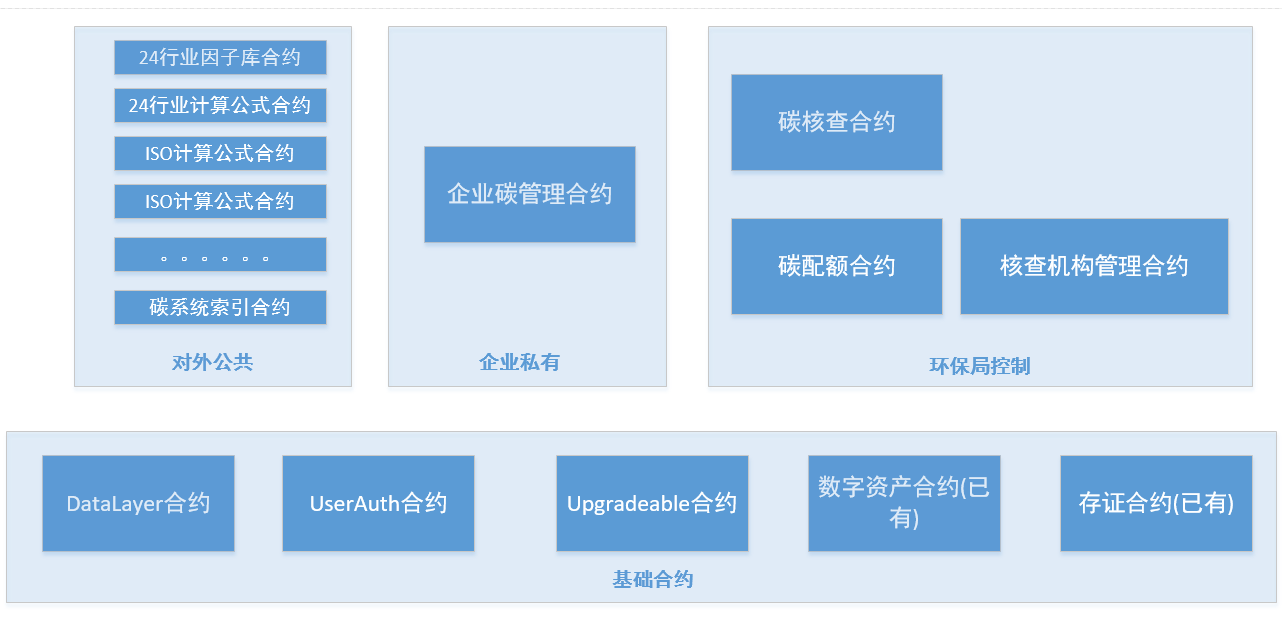 24行业因子库合约
24行业计算公式合约
ISO计算公式合约
ISO计算公式合约
。。。。。。
碳系统索引合约
对外公共
企业碳管理合约
企业私有
碳核查合约
碳配额合约
核查机构管理合约
环保局控制
DataLayer合约
UserAuth合约
Upgradeable合约
数字资产合约(已
有)
存证合约(已有)
基础合约